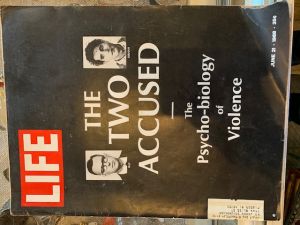 LIFE
THE
TWO
ACCUSED
The
Psycho-biology
of
Violence
JUNE 21 · 1968 · 35¢